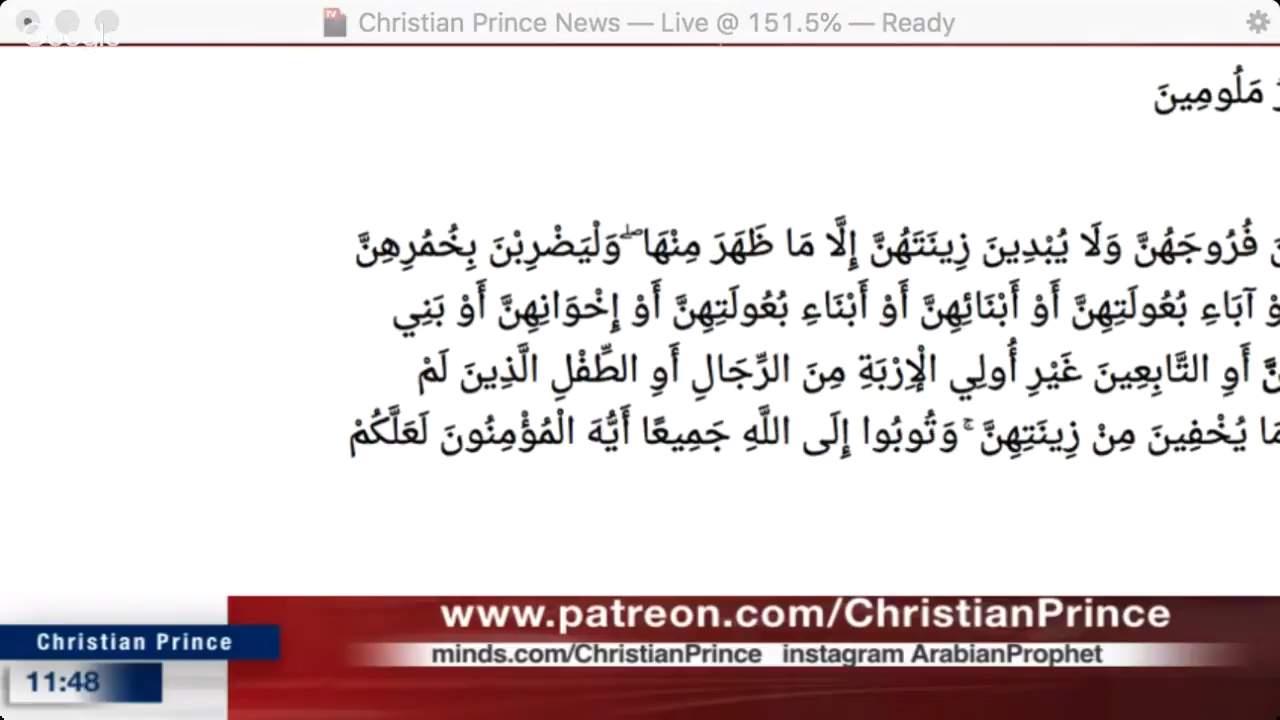 Christian Prince News — Live @ 151.5% — Ready
Google
مَلُومِينَ
فُرُوجَهُنَّ وَلَا يُبْدِينَ زِينَتَهُنَّ إِلَّا مَا ظَهَرَ مِنْهَا ۖ وَلْيَضْرِبْنَ بِخُمُرِهِنَّ
آبَاءِ بُعُولَتِهِنَّ أَوْ أَبْنَائِهِنَّ أَوْ أَبْنَاءِ بُعُولَتِهِنَّ أَوْ إِخْوَانِهِنَّ أَوْ بَنِي
أَوِ التَّابِعِينَ غَيْرِ أُولِي الْإِرْبَةِ مِنَ الرِّجَالِ أَوِ الطِّفْلِ الَّذِينَ لَمْ
يُخْفِينَ مِنْ زِينَتِهِنَّ ۚ وَتُوبُوا إِلَى اللَّهِ جَمِيعًا أَيُّهَ الْمُؤْمِنُونَ لَعَلَّكُمْ
www.patreon.com/ChristianPrince
Christian Prince
minds.com/ChristianPrince instagram ArabianProphet
11:48